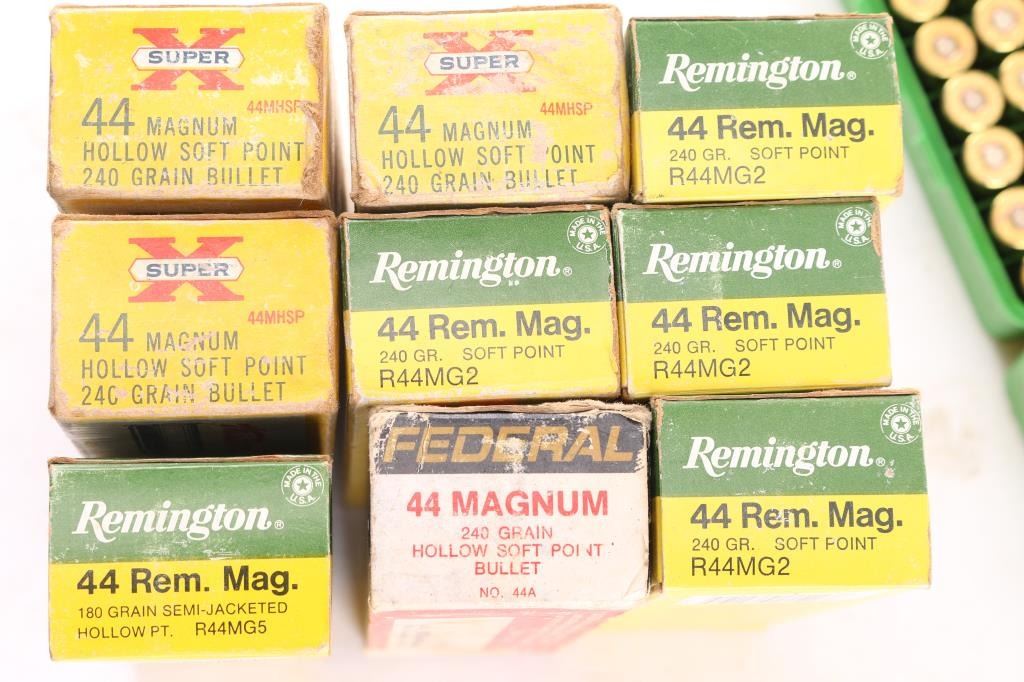 X
SUPER
44MHSP
44 MAGNUM
HOLLOW SOFT POINT
240 GRAIN BULLET
X
SUPER
44MHSP
44 MAGNUM
HOLLOW SOFT POINT
240 GRAIN BULLET
MADE IN THE U.S.A.
Remington®
44 Rem. Mag.
240 GR. SOFT POINT
R44MG2
X
SUPER
44MHSP
44 MAGNUM
HOLLOW SOFT POINT
240 GRAIN BULLET
MADE IN THE U.S.A.
Remington®
44 Rem. Mag.
240 GR. SOFT POINT
R44MG2
MADE IN THE U.S.A.
Remington®
44 Rem. Mag.
240 GR. SOFT POINT
R44MG2
MADE IN THE U.S.A.
Remington®
44 Rem. Mag.
180 GRAIN SEMI-JACKETED
HOLLOW PT. R44MG5
FEDERAL
44 MAGNUM
240 GRAIN
HOLLOW SOFT POINT
BULLET
NO. 44A
MADE IN THE U.S.A.
Remington®
44 Rem. Mag.
240 GR. SOFT POINT
R44MG2